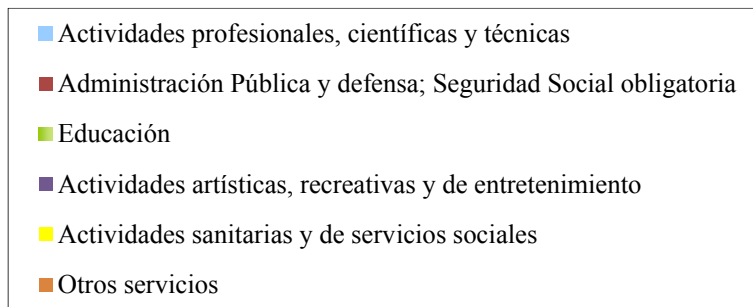 Actividades profesionales, científicas y técnicas
Administración Pública y defensa; Seguridad Social obligatoria
Educación
Actividades artísticas, recreativas y de entretenimiento
Actividades sanitarias y de servicios sociales
Otros servicios